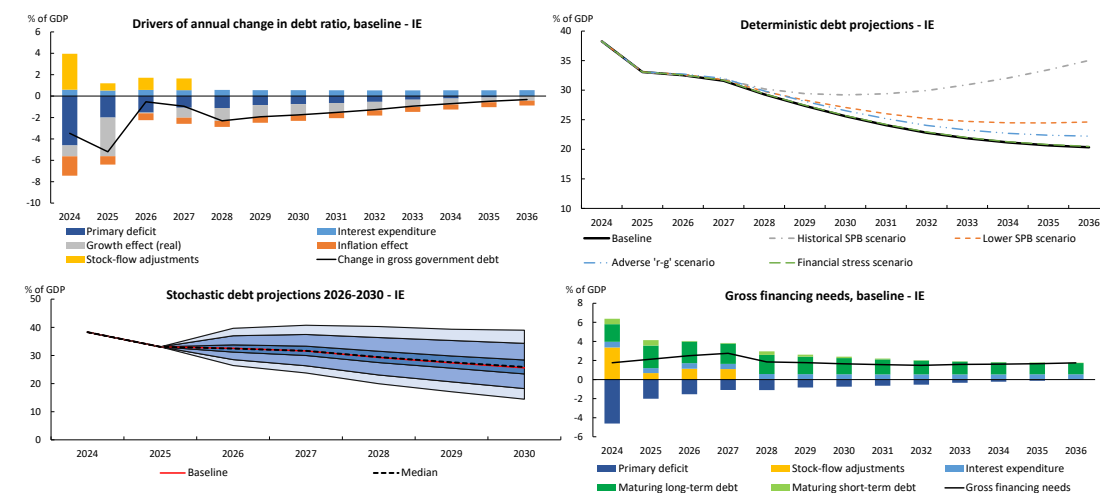 Drivers of annual change in debt ratio, baseline - IE
% of GDP
6
4
2
0
-2
-4
-6
-8
-10
2024 2025 2026 2027 2028 2029 2030 2031 2032 2033 2034 2035 2036
Primary deficit Interest expenditure
Growth effect (real) Inflation effect
Stock-flow adjustments Change in gross government debt
% of GDP
Deterministic debt projections - IE
40
35
30
25
20
15
10
2024 2025 2026 2027 2028 2029 2030 2031 2032 2033 2034 2035 2036
Baseline Historical SPB scenario Lower SPB scenario
Adverse 'r-g' scenario Financial stress scenario
% of GDP
Stochastic debt projections 2026-2030 - IE
50
40
30
20
10
0
2024 2025 2026 2027 2028 2029 2030
Baseline Median
% of GDP
Gross financing needs, baseline - IE
8
6
4
2
0
-2
-4
-6
2024 2025 2026 2027 2028 2029 2030 2031 2032 2033 2034 2035 2036
Primary deficit Stock-flow adjustments Interest expenditure
Maturing long-term debt Maturing short-term debt Gross financing needs